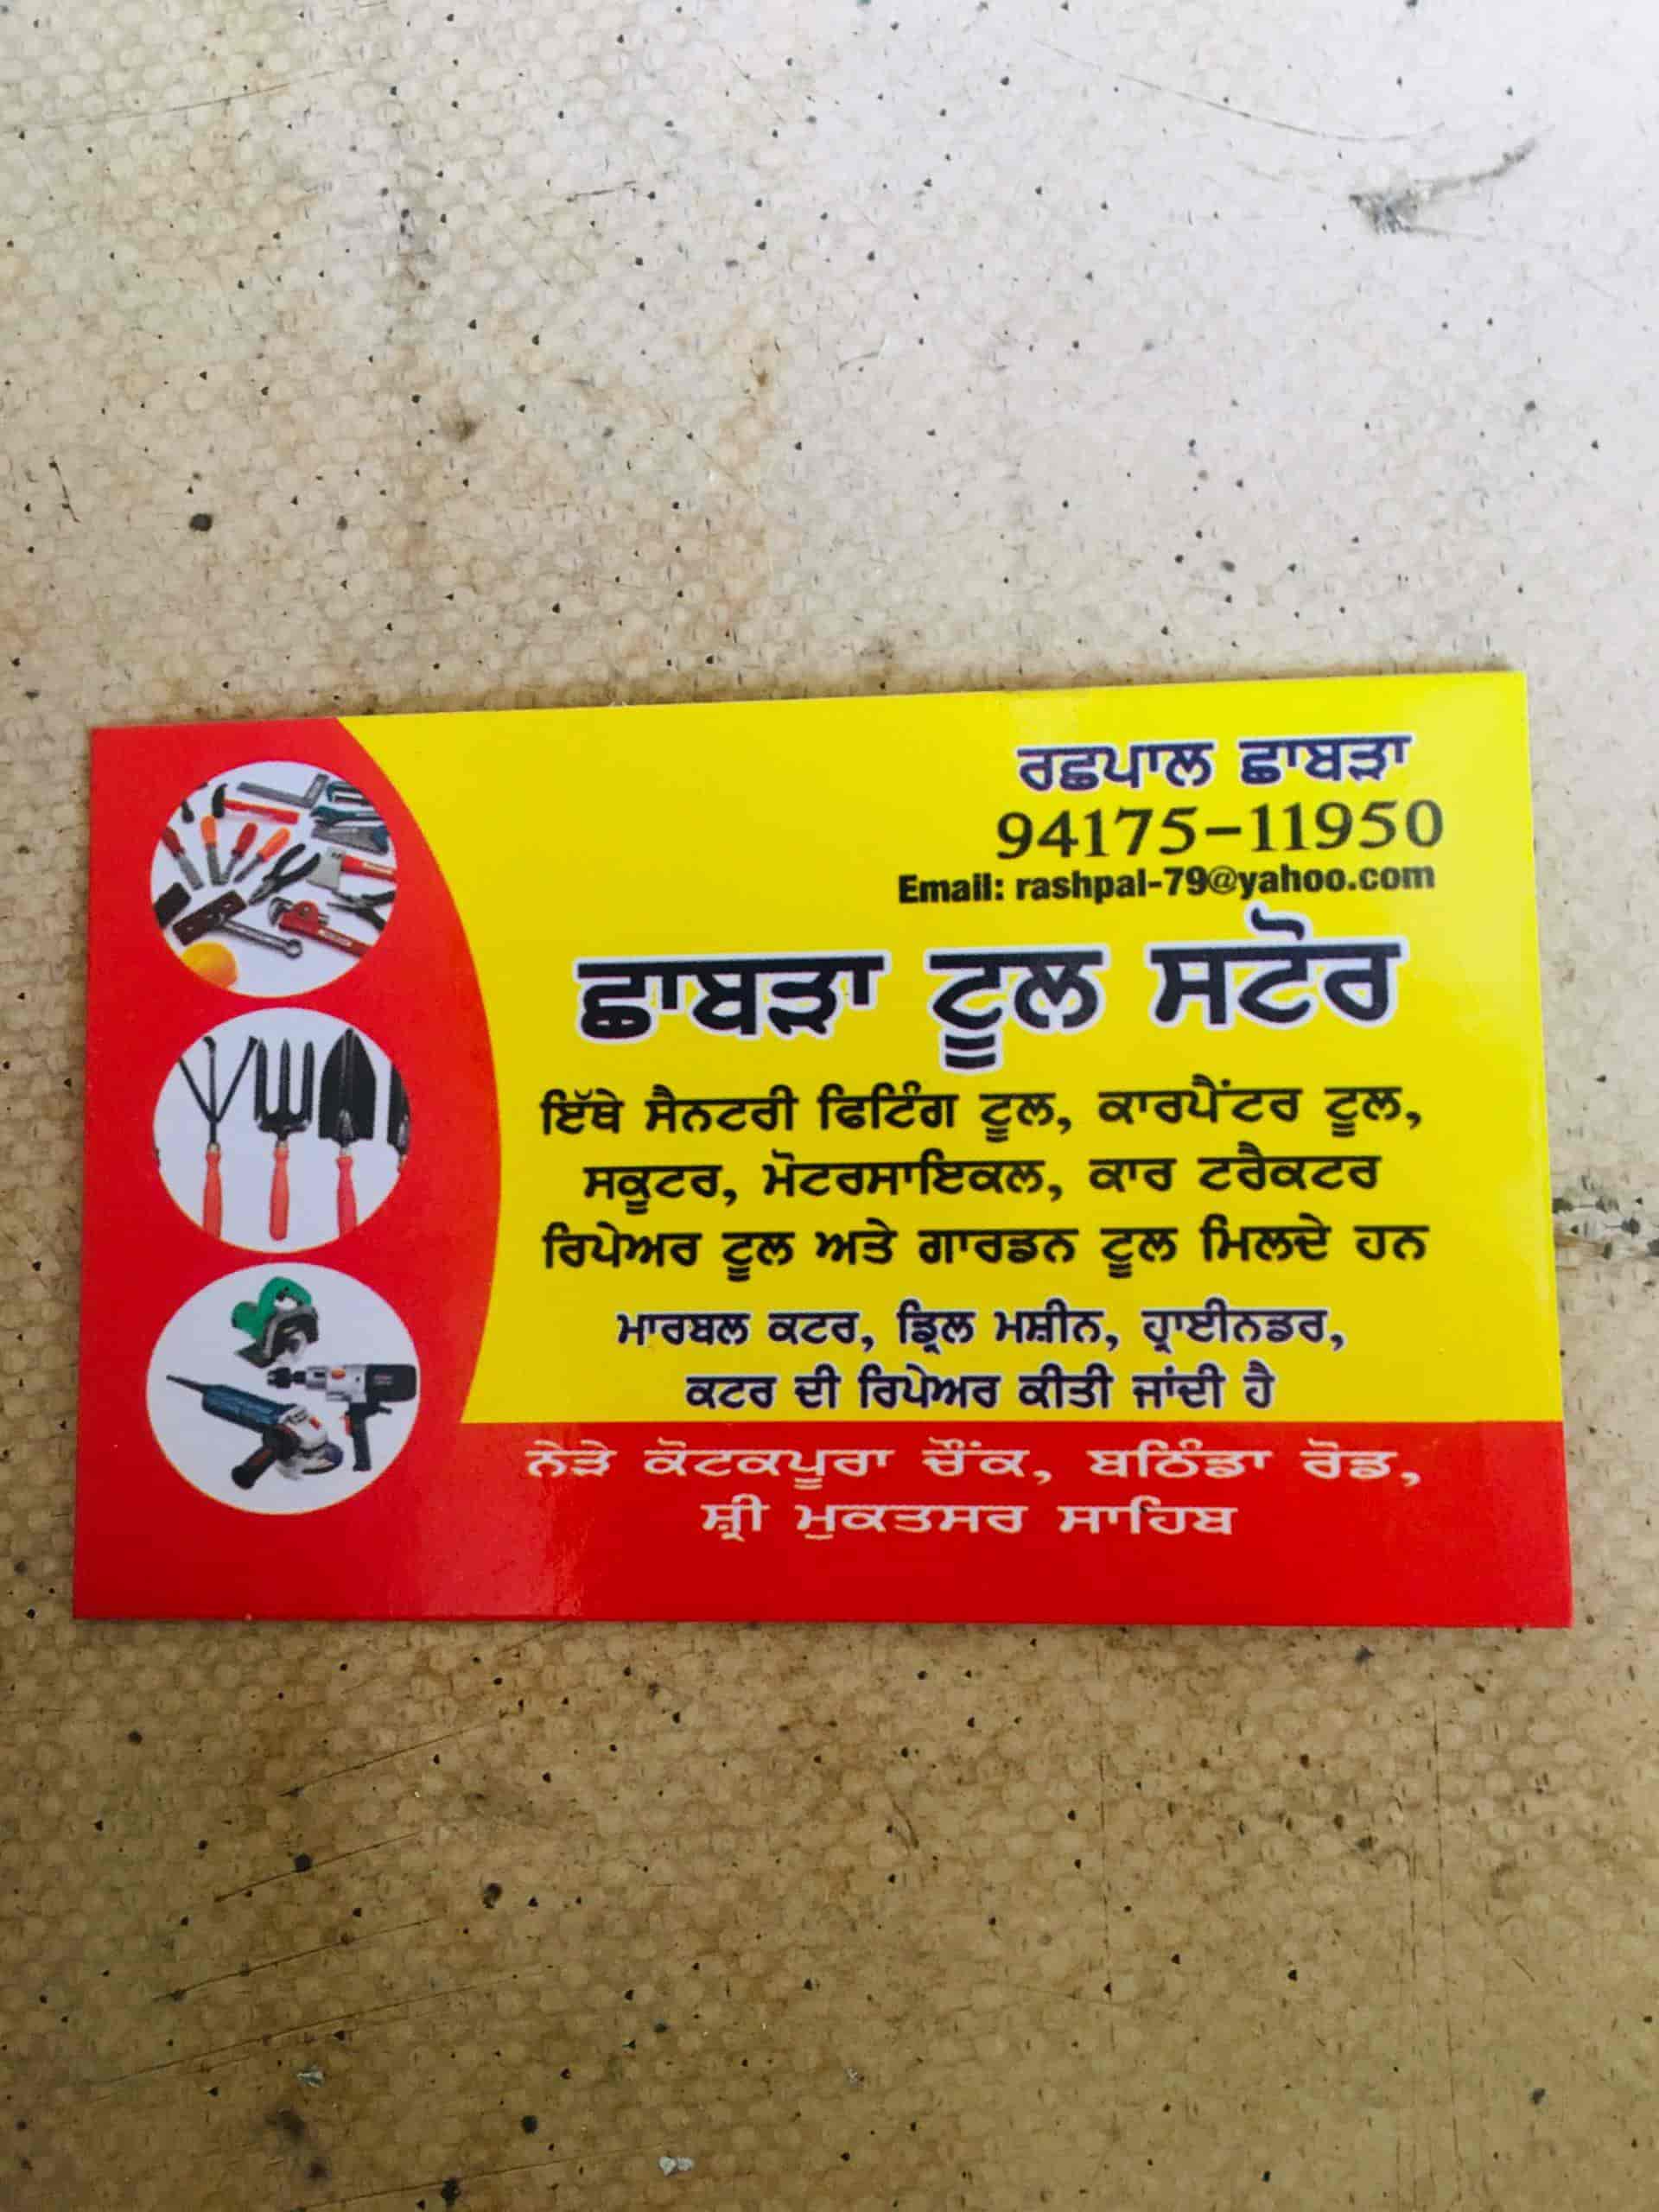 ਰਛਪਾਲ ਛਾਬੜਾ
94175-11950
Email: rashpal-79@yahoo.com
ਛਾਬੜਾ ਟੂਲ ਸਟੋਰ
ਇੱਥੇ ਸੈਨਟਰੀ ਫਿਟਿੰਗ ਟੂਲ, ਕਾਰਪੈਂਟਰ ਟੂਲ,
ਸਕੂਟਰ, ਮੋਟਰਸਾਇਕਲ, ਕਾਰ ਟਰੈਕਟਰ
ਰਿਪੇਅਰ ਟੂਲ ਅਤੇ ਗਾਰਡਨ ਟੂਲ ਮਿਲਦੇ ਹਨ
ਮਾਰਬਲ ਕਟਰ, ਡ੍ਰਿਲ ਮਸ਼ੀਨ, ਹ੍ਰਾਈਨਡਰ,
ਕਟਰ ਦੀ ਰਿਪੇਅਰ ਕੀਤੀ ਜਾਂਦੀ ਹੈ
ਨੇੜੇ ਕੋਟਕਪੂਰਾ ਚੌਂਕ, ਬਠਿੰਡਾ ਰੋਡ,
ਸ਼੍ਰੀ ਮੁਕਤਸਰ ਸਾਹਿਬ